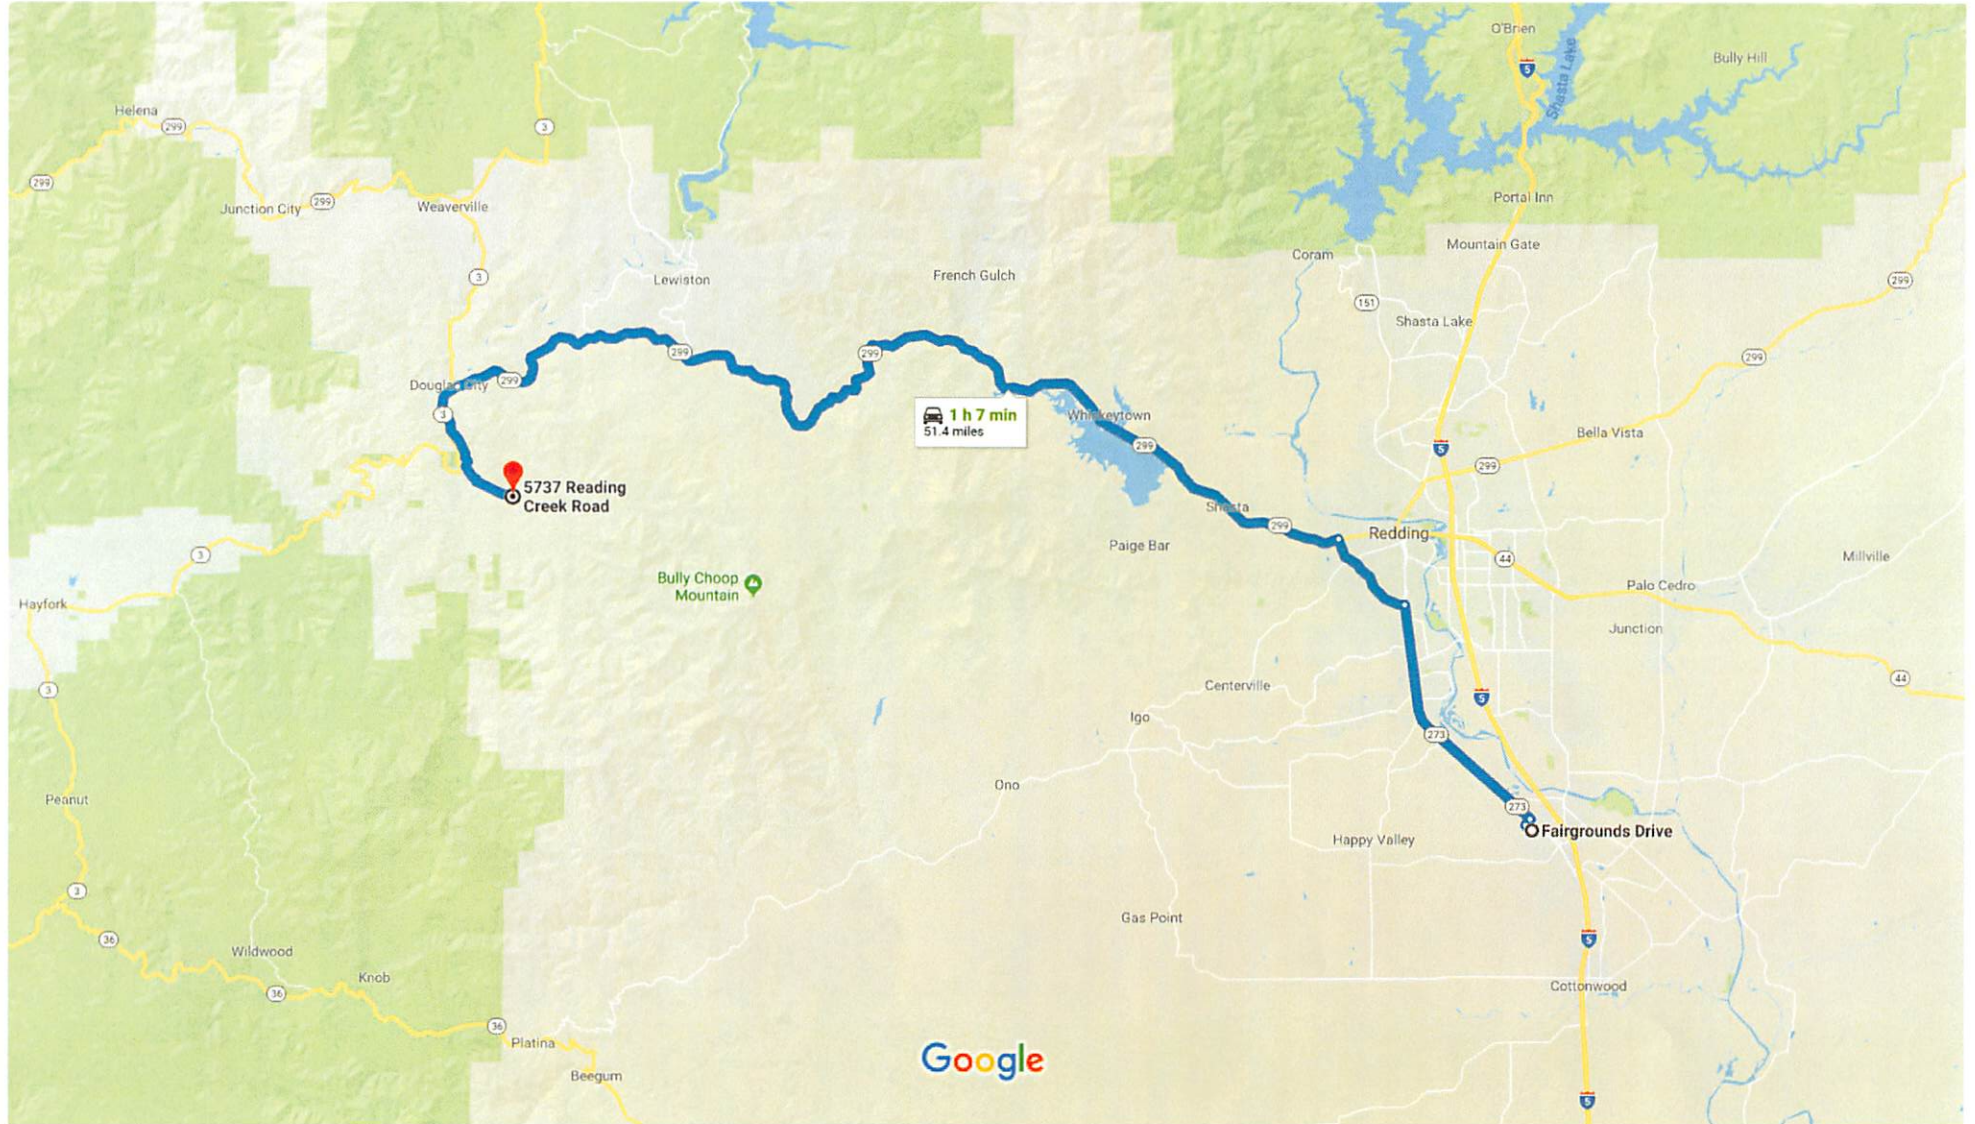 O'Brien
5
Shasta Lake
Bully Hill
Helena
299
3
299
Junction City
299
Weaverville
Portal Inn
Mountain Gate
Coram
3
Lewiston
French Gulch
299
151
Shasta Lake
299
299
299
Douglas City
299
3
1 h 7 min
51.4 miles
Whiskeytown
299
5
Bella Vista
299
5737 Reading
Creek Road
Shasta
299
Redding
Paige Bar
44
Millville
3
Bully Choop
Mountain
Palo Cedro
Hayfork
Junction
44
3
Centerville
5
Igo
273
Ono
Peanut
273
Fairgrounds Drive
Happy Valley
3
Gas Point
36
5
Wildwood
Knob
36
Cottonwood
36
Platina
Google
Beegum
5